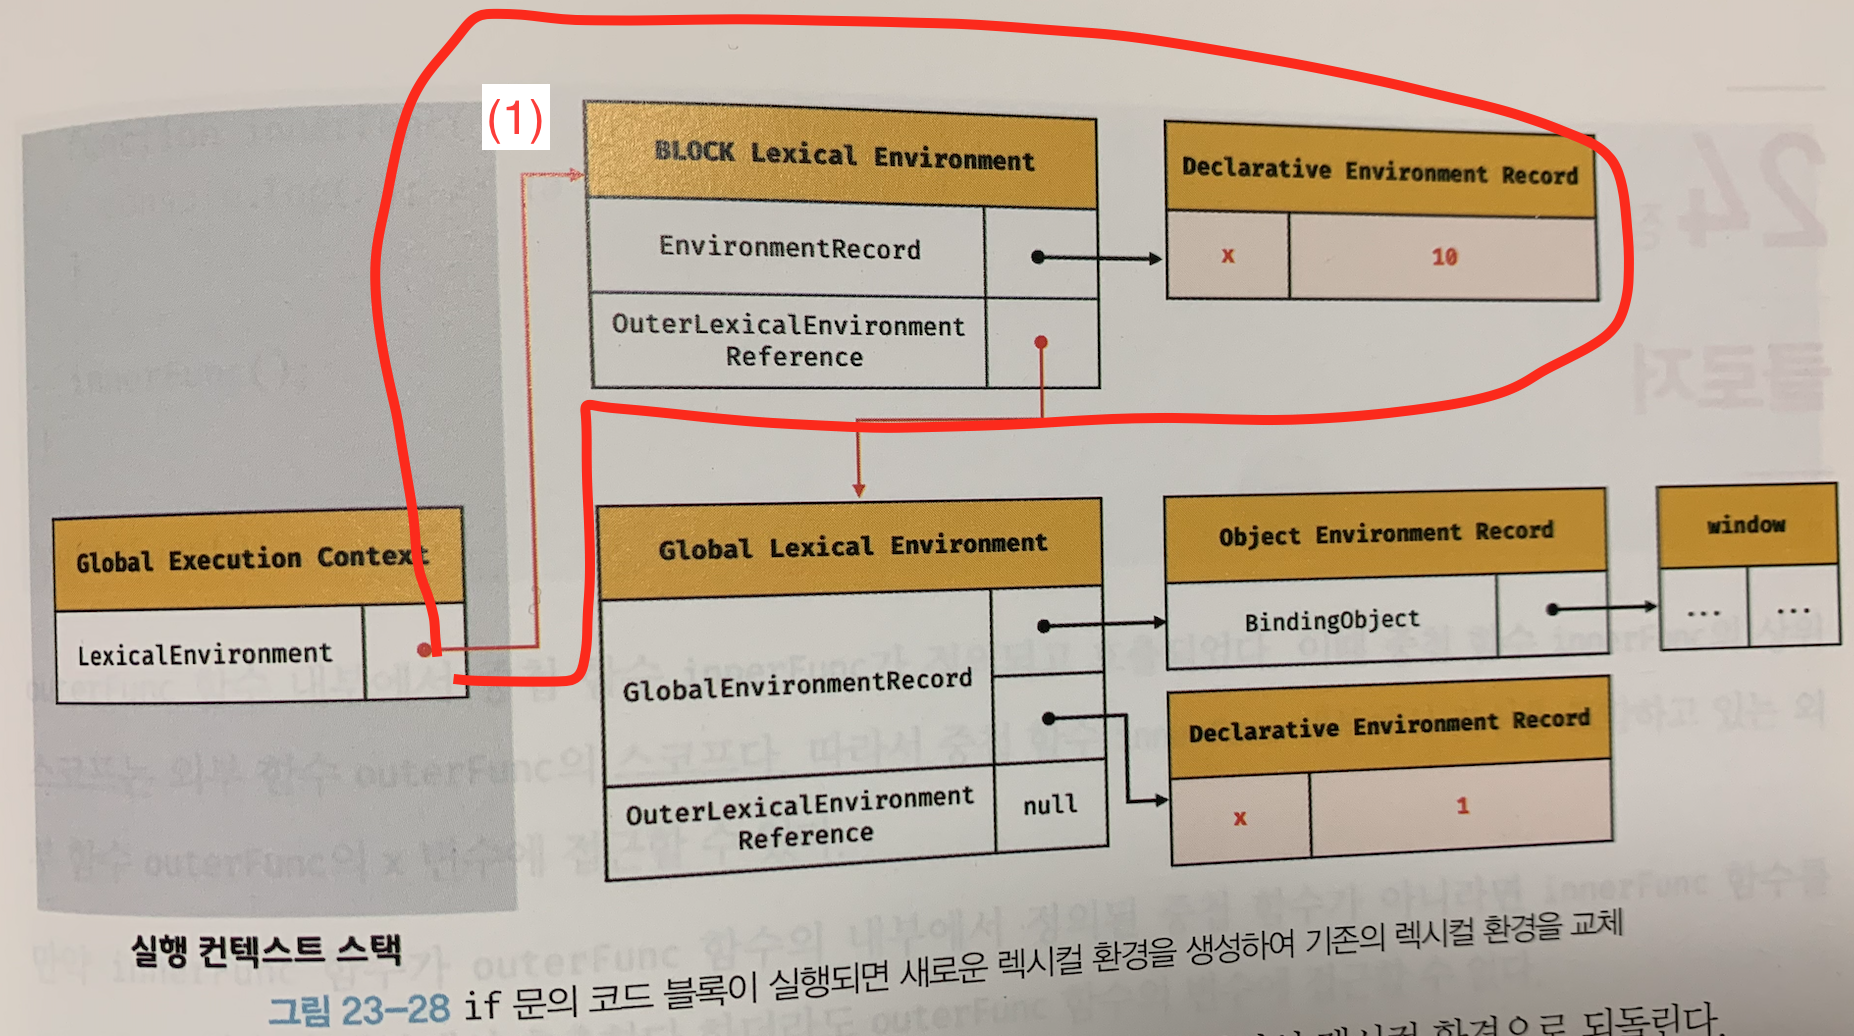 (1)
BLOCK Lexical Environment
EnvironmentRecord
OuterLexicalEnvironment
Reference
Declarative Environment Record
x 10
Global Execution Context
LexicalEnvironment
Global Lexical Environment
GlobalEnvironmentRecord
OuterLexicalEnvironment
Reference
null
Object Environment Record
BindingObject
window
... ...
Declarative Environment Record
x 1
실행 컨텍스트 스택
그림 23-28 if 문의 코드 블록이 실행되면 새로운 렉시컬 환경을 생성하여 기존의 렉시컬 환경을 교체
렉시컬 환경으로 되돌린다.